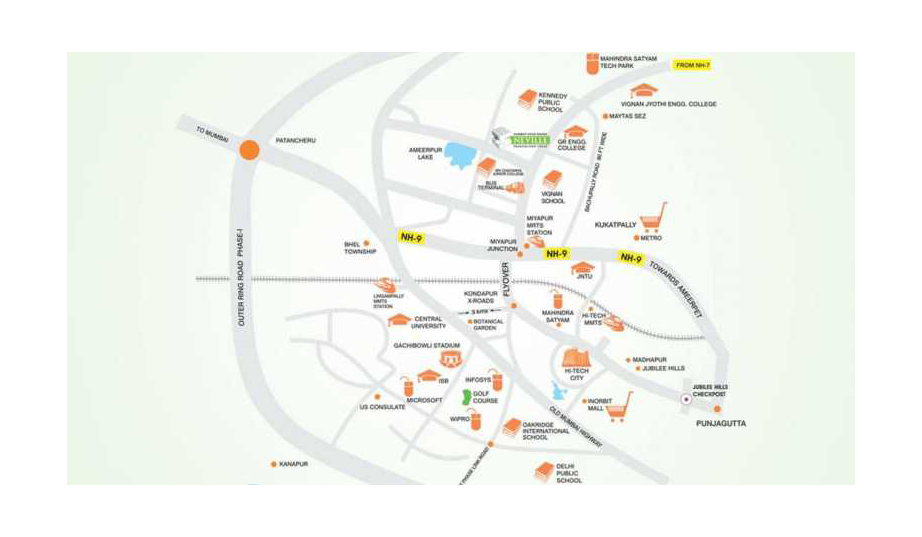 MAHINDRA SATYAM
TECH PARK
FROM NH-7
KENNEDY
PUBLIC
SCHOOL
VIGNAN JYOTHI ENGG. COLLEGE
MAYTAS SEZ
TO MUMBAI
PATANCHERU
NEVILLE
GR ENGG.
COLLEGE
AMEERPUR
LAKE
JUNIOR COLLEGE
BUS
TERMINAL
VIGNAN
SCHOOL
BACHUPALLY ROAD 80 FT WIDE
MIYAPUR
MRTS
STATION
KUKATPALLY
METRO
NH-9
BHEL
TOWNSHIP
MIYAPUR
JUNCTION
NH-9
NH-9
TOWARDS AMEERPET
OUTER RING ROAD PHASE-I
FLYOVER
JNTU
LINGAMPALLY
MMTS
STATION
KONDAPUR
X-ROADS
MAHINDRA
SATYAM
HI-TECH
MMTS
CENTRAL
UNIVERSITY
BOTANICAL
GARDEN
GACHIBOWLI STADIUM
HI-TECH
CITY
MADHAPUR
JUBILEE HILLS
ISB
INFOSYS
MICROSOFT
GOLF
COURSE
JUBILEE HILLS
CHECKPOST
US CONSULATE
INORBIT
MALL
WIPRO
OLD MUMBAI HIGHWAY
PUNJAGUTTA
OAKRIDGE
INTERNATIONAL
SCHOOL
KANAPUR
PHASE LINK ROAD
DELHI
PUBLIC
SCHOOL